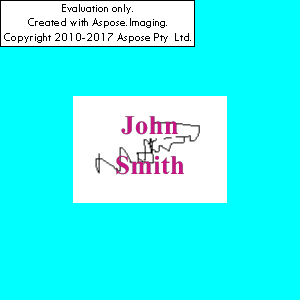 Evaluation only.
Created with Aspose.Imaging.
Copyright 2010-2017 Aspose Pty Ltd.
John
Smith